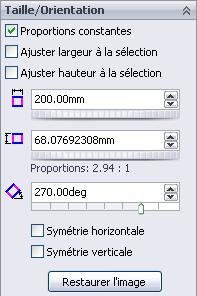 Taille/Orientation
Proportions constantes
Ajuster largeur à la sélection
Ajuster hauteur à la sélection
200.00mm
68.07692308mm
Proportions: 2.94 : 1
270.00deg
Symétrie horizontale
Symétrie verticale
Restaurer l'image